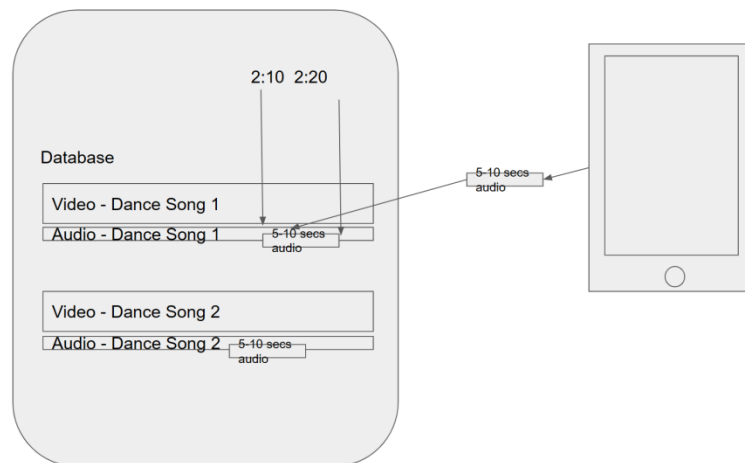 2:10 2:20
Database
5-10 secs
audio
Video - Dance Song 1
Audio - Dance Song 1
5-10 secs
audio
Video - Dance Song 2
Audio - Dance Song 2
5-10 secs
audio